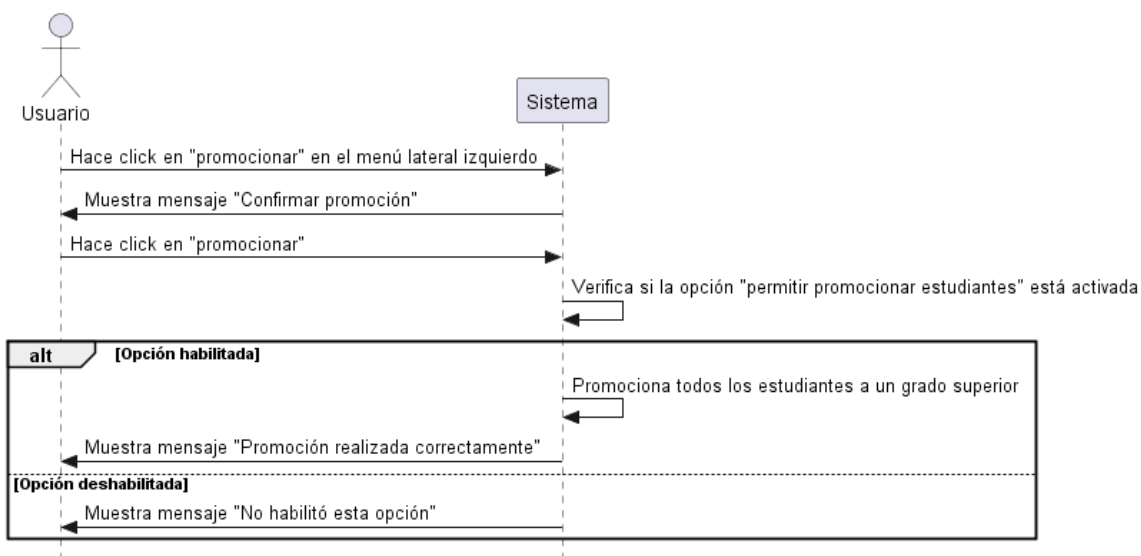 Usuario
Sistema
Hace click en "promocionar" en el menú lateral izquierdo
Muestra mensaje "Confirmar promoción"
Hace click en "promocionar"
Verifica si la opción "permitir promocionar estudiantes" está activada
alt [Opción habilitada]
Promociona todos los estudiantes a un grado superior
Muestra mensaje "Promoción realizada correctamente"
[Opción deshabilitada]
Muestra mensaje "No habilitó esta opción"